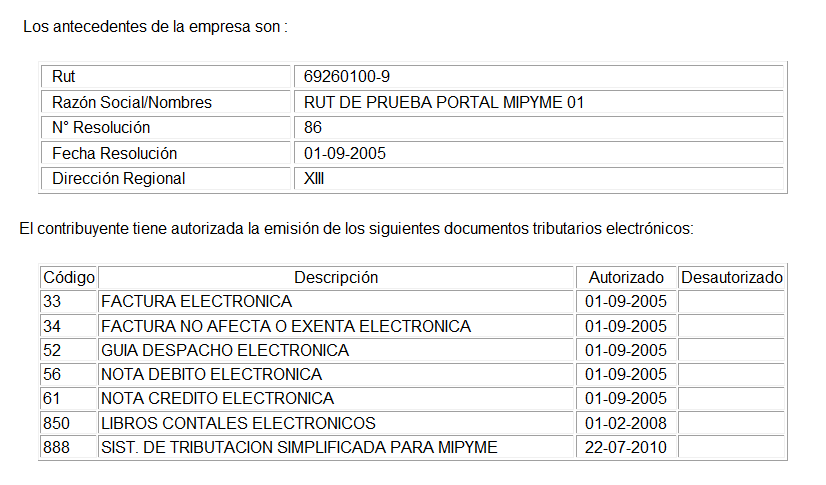 Los antecedentes de la empresa son :
Rut 69260100-9
Razón Social/Nombres RUT DE PRUEBA PORTAL MIPYME 01
N° Resolución 86
Fecha Resolución 01-09-2005
Dirección Regional XIII
El contribuyente tiene autorizada la emisión de los siguientes documentos tributarios electrónicos:
Código Descripción Autorizado Desautorizado
33 FACTURA ELECTRONICA 01-09-2005
34 FACTURA NO AFECTA O EXENTA ELECTRONICA 01-09-2005
52 GUIA DESPACHO ELECTRONICA 01-09-2005
56 NOTA DEBITO ELECTRONICA 01-09-2005
61 NOTA CREDITO ELECTRONICA 01-09-2005
850 LIBROS CONTALES ELECTRONICOS 01-02-2008
888 SIST. DE TRIBUTACION SIMPLIFICADA PARA MIPYME 22-07-2010